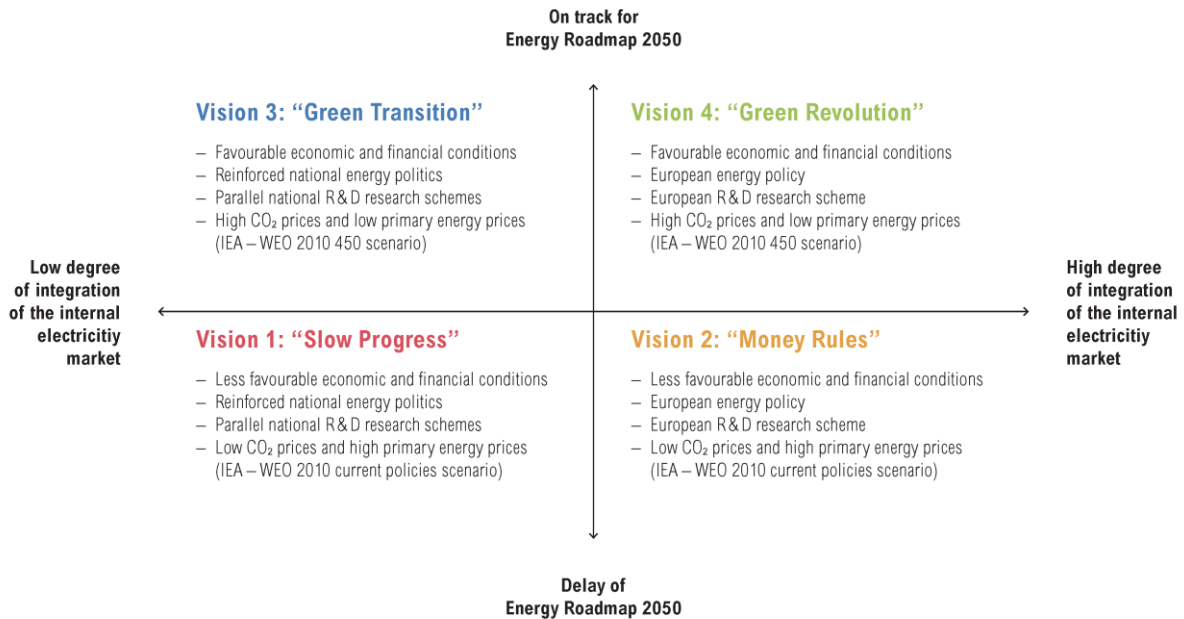 On track for
Energy Roadmap 2050
Vision 3: “Green Transition”
– Favourable economic and financial conditions
– Reinforced national energy politics
– Parallel national R & D research schemes
– High CO₂ prices and low primary energy prices
(IEA – WEO 2010 450 scenario)
Vision 4: “Green Revolution”
– Favourable economic and financial conditions
– European energy policy
– European R & D research scheme
– High CO₂ prices and low primary energy prices
(IEA – WEO 2010 450 scenario)
Low degree
of integration
of the internal
electricitiy
market
High degree
of integration
of the internal
electricitiy
market
Vision 1: “Slow Progress”
– Less favourable economic and financial conditions
– Reinforced national energy politics
– Parallel national R & D research schemes
– Low CO₂ prices and high primary energy prices
(IEA – WEO 2010 current policies scenario)
Vision 2: “Money Rules”
– Less favourable economic and financial conditions
– European energy policy
– European R & D research scheme
– Low CO₂ prices and high primary energy prices
(IEA – WEO 2010 current policies scenario)
Delay of
Energy Roadmap 2050